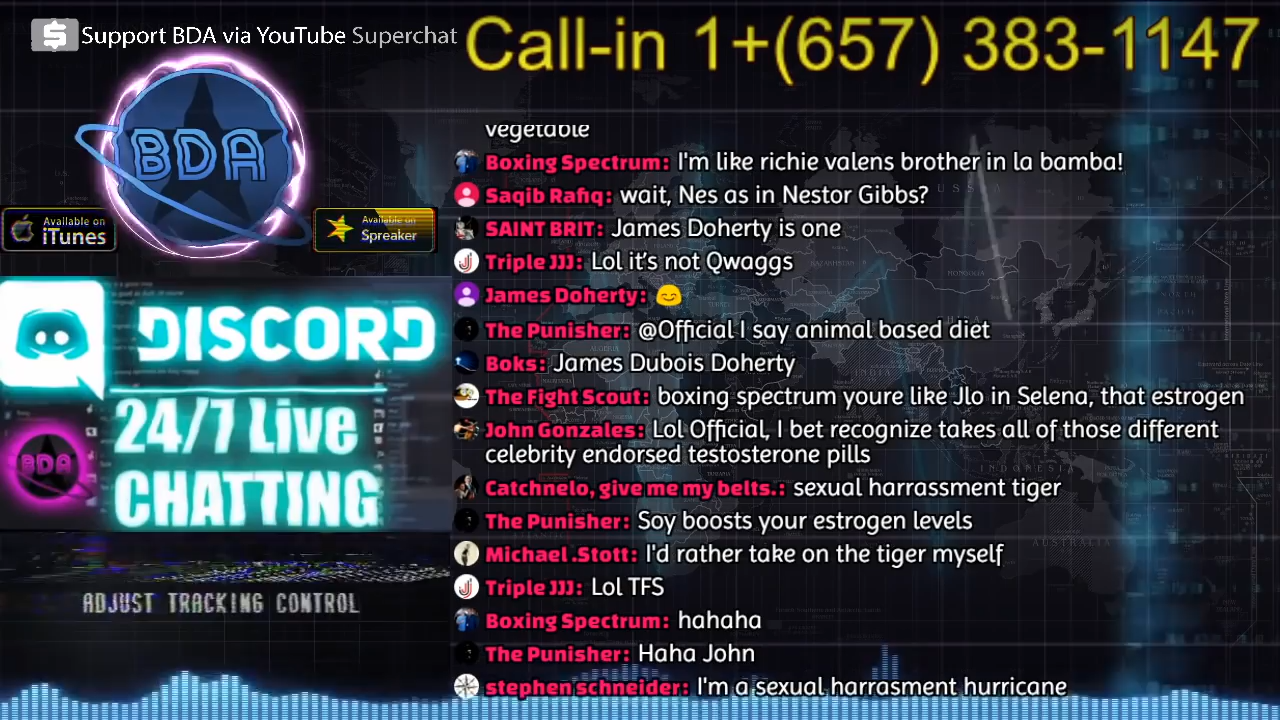 Support BDA via YouTube Superchat
Call-in 1+(657) 383-1147
BDA
Available on
iTunes
Available on
Spreaker
DISCORD
24/7 Live
CHATTING
BDA
ADJUST TRACKING CONTROL
vegetable
Boxing Spectrum: I'm like richie valens brother in la bamba!
Saqib Rafiq: wait, Nes as in Nestor Gibbs?
SAINT BRIT: James Doherty is one
Triple JJJ: Lol it's not Qwaggs
James Doherty: 😊
The Punisher: @Official I say animal based diet
Boks: James Dubois Doherty
The Fight Scout: boxing spectrum youre like Jlo in Selena, that estrogen
John Gonzales: Lol Official, I bet recognize takes all of those different
celebrity endorsed testosterone pills
Catchnelo, give me my belts.: sexual harrassment tiger
The Punisher: Soy boosts your estrogen levels
Michael .Stott: I'd rather take on the tiger myself
Triple JJJ: Lol TFS
Boxing Spectrum: hahaha
The Punisher: Haha John
stephen schneider: I'm a sexual harrasment hurricane